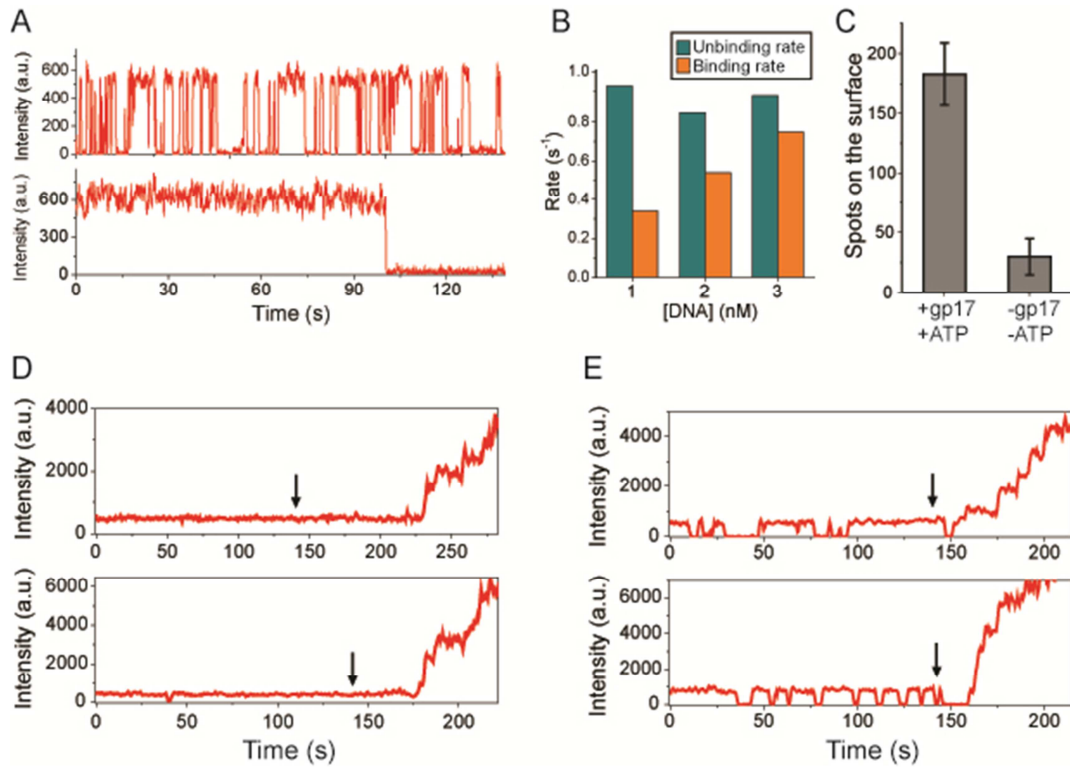 A
Intensity (a.u.)
600
400
0
Intensity (a.u.)
600
300
0
0 30 60 90 120
Time (s)
B
Unbinding rate
Binding rate
Rate (s⁻¹)
1.0
0.8
0.6
0.4
0.2
0.0
1 2 3
[DNA] (nM)
C
Spots on the surface
200
150
100
50
0
+gp17 -gp17
+ATP -ATP
D
Intensity (a.u.)
4000
2000
0
0 50 100 150 200 250
Intensity (a.u.)
6000
4000
2000
0
0 50 100 150 200
Time (s)
E
Intensity (a.u.)
4000
2000
0
0 50 100 150 200
Intensity (a.u.)
6000
4000
2000
0
0 50 100 150 200
Time (s)